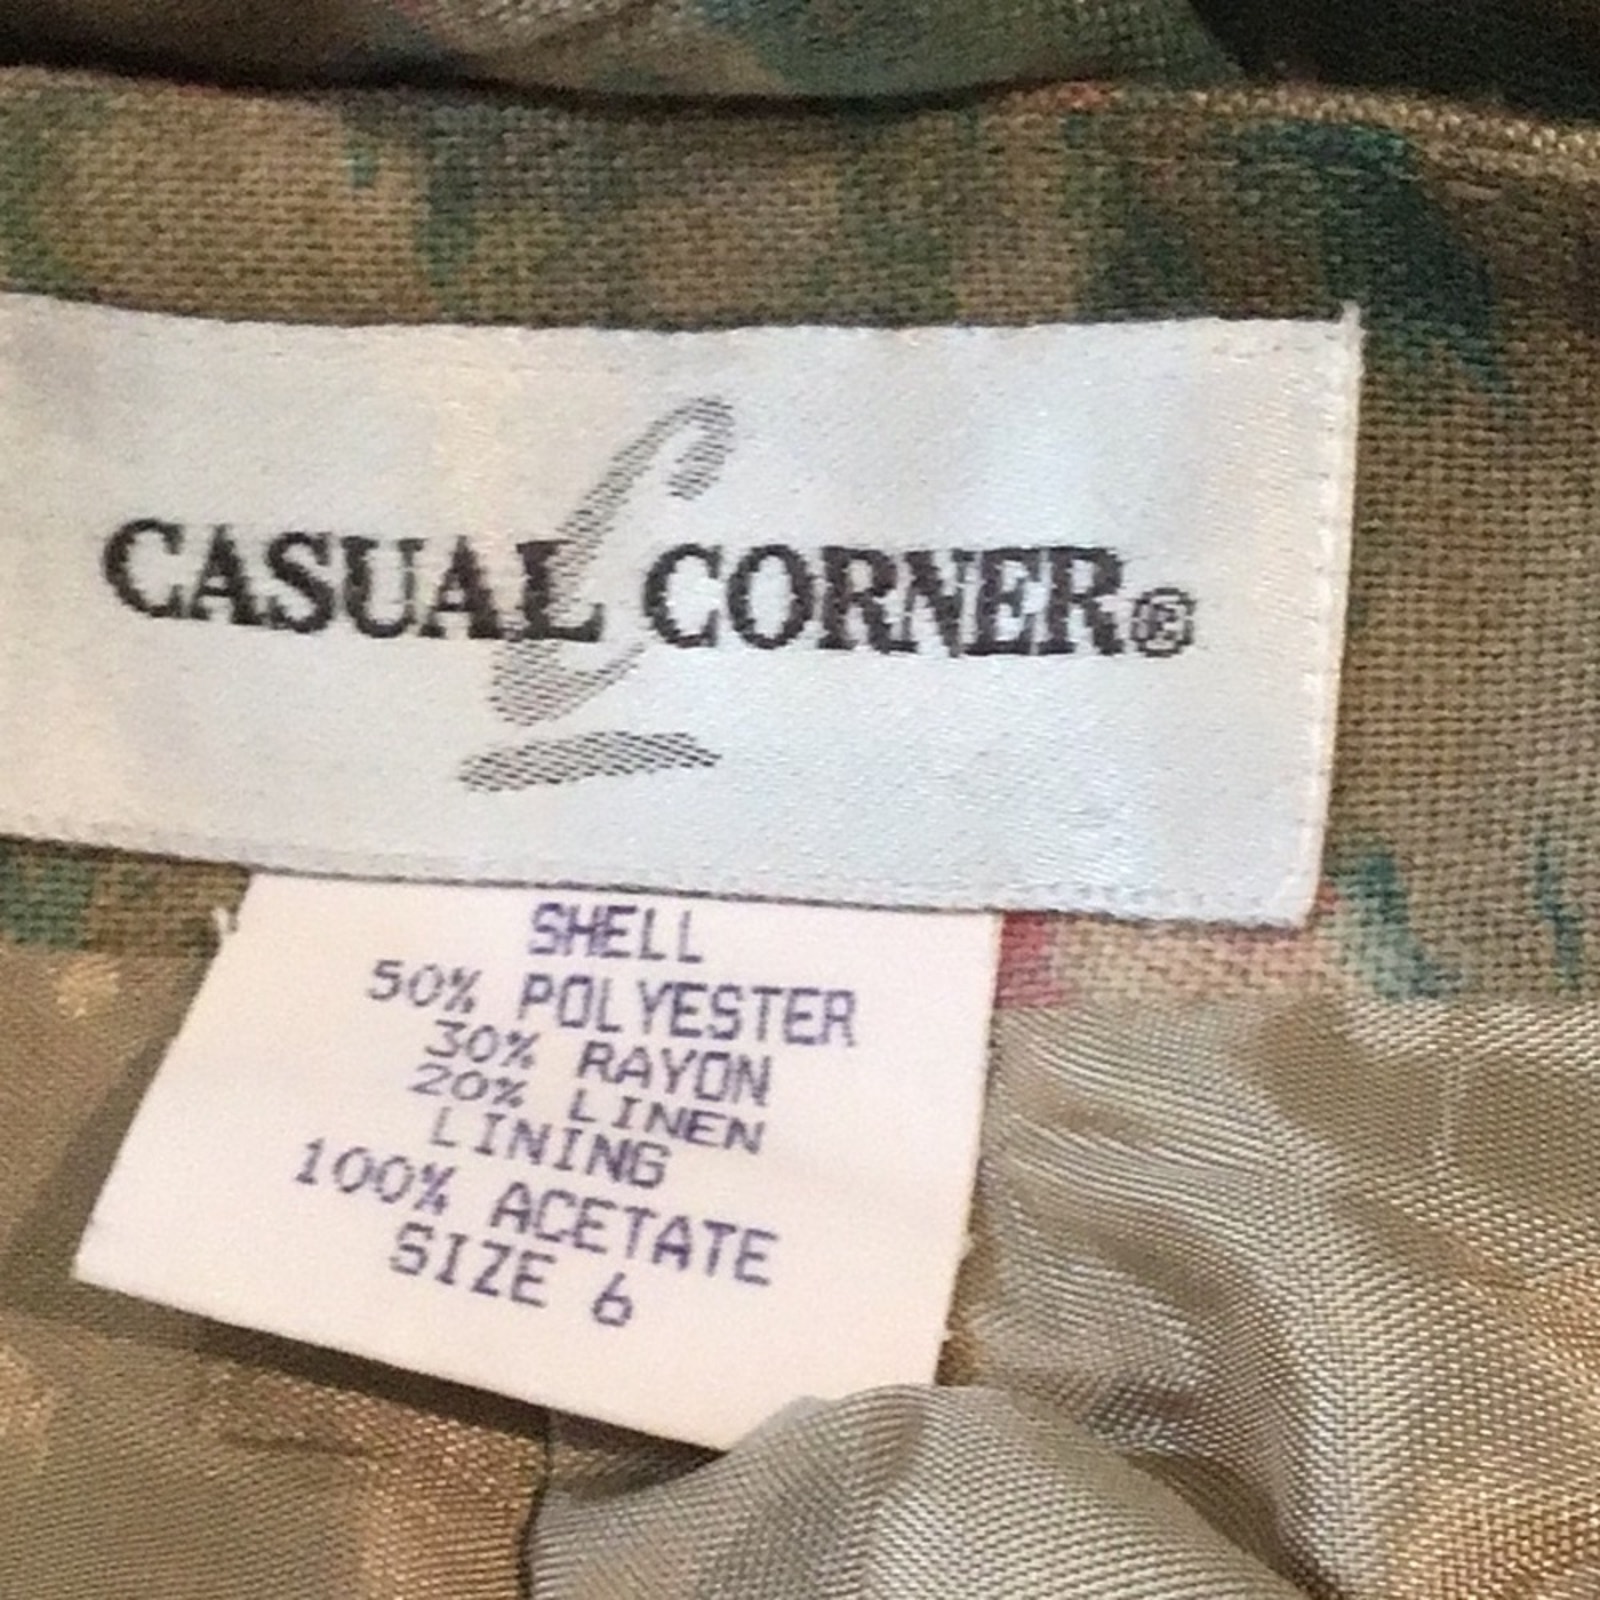 CASUAL CORNER®
SHELL
50% POLYESTER
30% RAYON
20% LINEN
LINING
100% ACETATE
SIZE 6